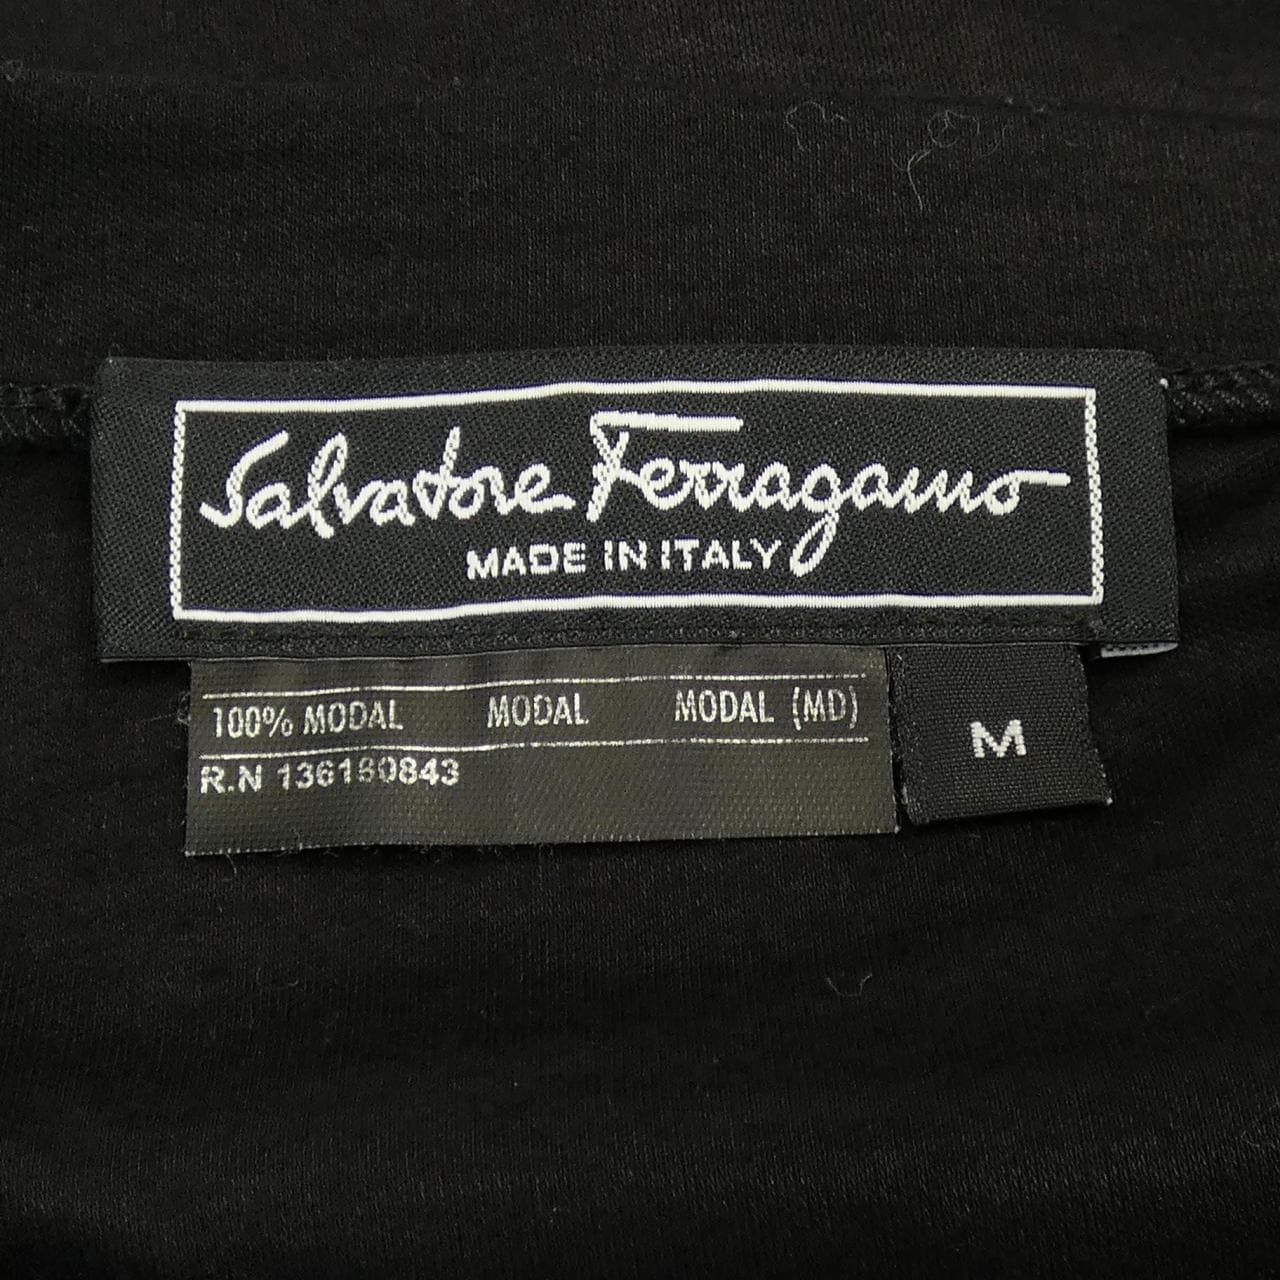 Salvatore Ferragamo
MADE IN ITALY
100% MODAL MODAL MODAL (MD)
R.N 136180843
M